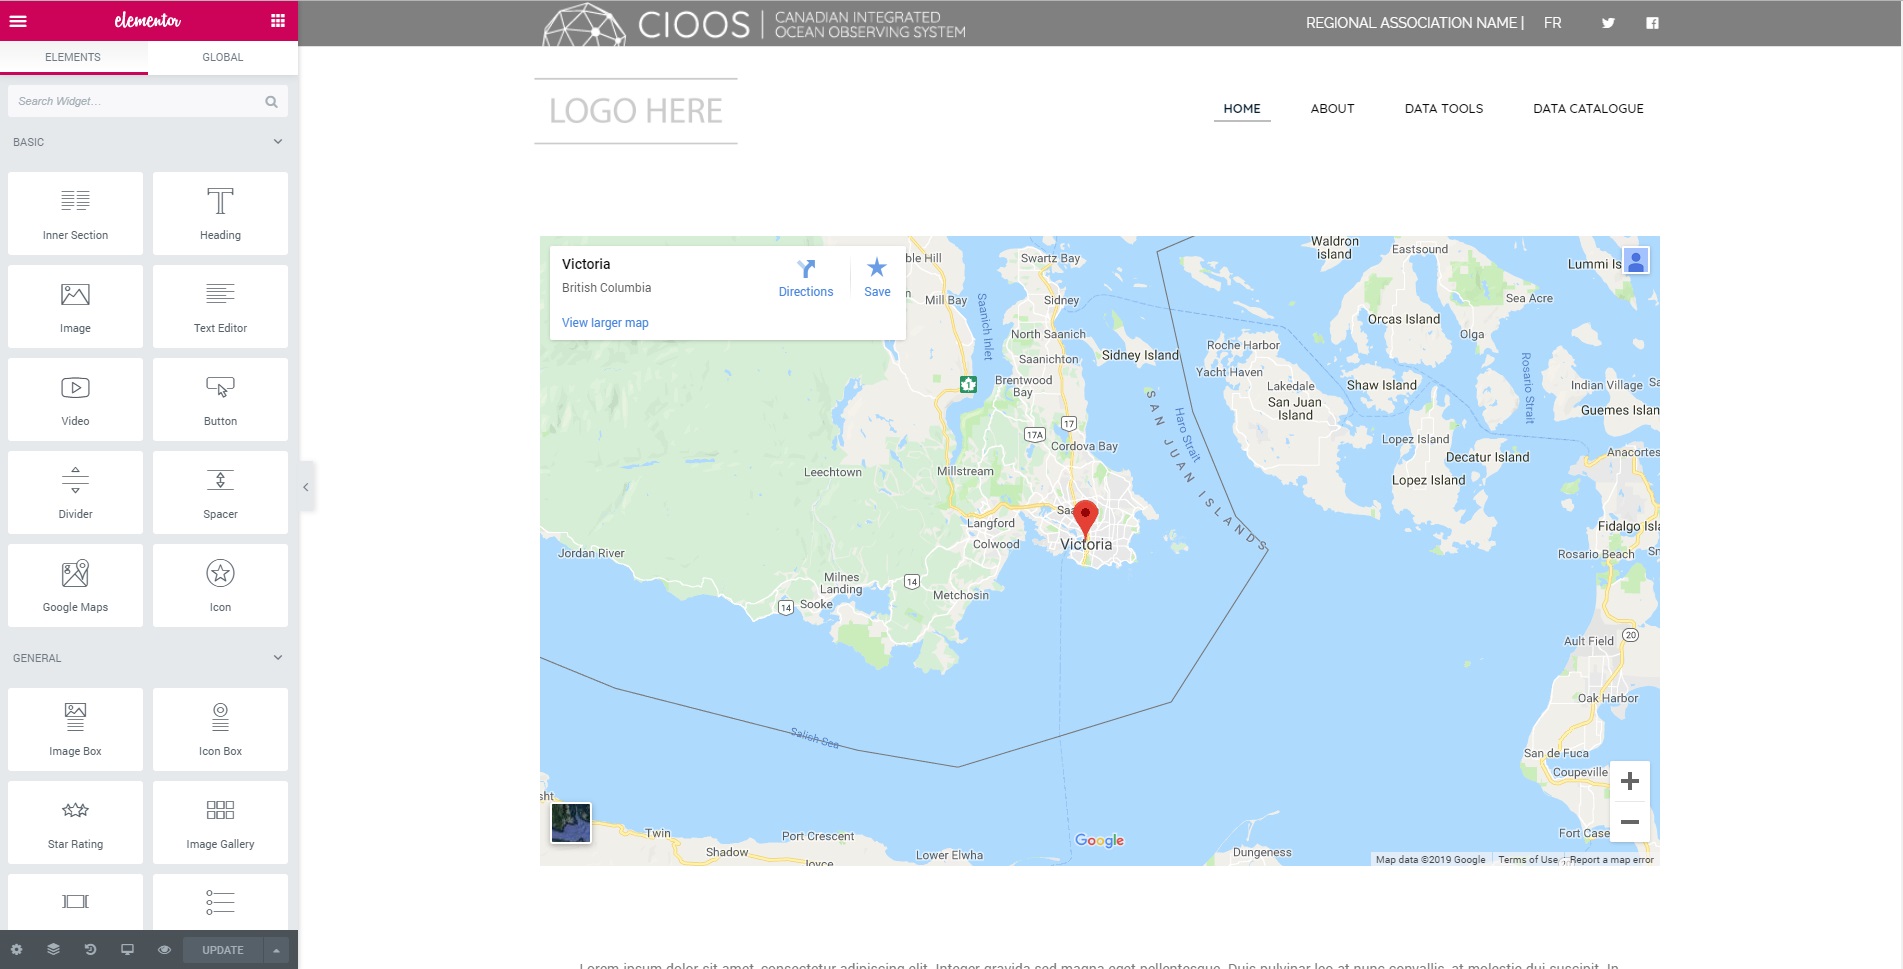 elementor
ELEMENTS
GLOBAL
Search Widget...
BASIC
Inner Section
Heading
Image
Text Editor
Video
Button
Divider
Spacer
Google Maps
Icon
GENERAL
Image Box
Icon Box
Star Rating
Image Gallery
UPDATE
CIOOS
CANADIAN INTEGRATED
OCEAN OBSERVING SYSTEM
REGIONAL ASSOCIATION NAME |
FR
LOGO HERE
HOME
ABOUT
DATA TOOLS
DATA CATALOGUE
Victoria
British Columbia
Directions
Save
View larger map
ble Hill
Swartz Bay
Waldron
island
Eastsound
Lummi Is
Mill Bay
Saanich Inlet
Sidney
Sea Acre
Orcas Island
North Saanich
Olga
Roche Harbor
Saanichton
Sidney Island
Yacht Haven
Rosario Strait
Brentwood
Bay
Lakedale
Shaw Island
Indian Village
Sa
San Juan
Island
Guemes Islan
1
17
17A
Haro Strait
SAN JUAN ISLANDS
Cordova Bay
Lopez Island
Decatur Island
Anacortes
Leechtown
Millstream
Lopez Island
Saa
Langford
Fidalgo Isla
Colwood
Victoria
Jordan River
Rosario Beach
Sn
Milnes
Landing
14
14
Sooke
Metchosin
Ault Field
20
Oak Harbor
Salish Sea
San de Fuca
Coupeville
sht
Twin
Port Crescent
Google
Fort Case
Shadow
Joyce
Lower Elwha
Dungeness
Map data ©2019 Google
Terms of Use
Report a map error
Lorem ipsum dolor sit amet, consectetur adipiscing elit. Integer gravida sed magna eget pellentesque. Duis pulvinar leo at nunc convallis, at molestie dui suscipit. In